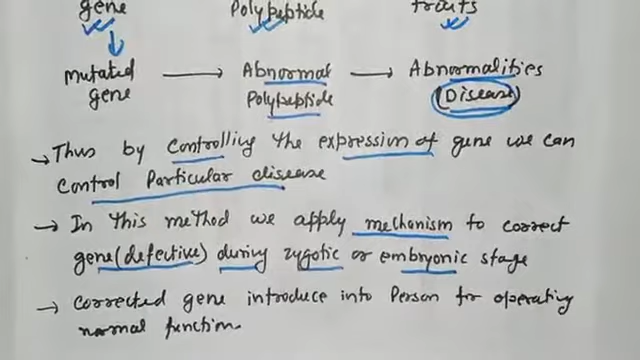 gene Polypeptide traits
Mutated → Abnormal → Abnormalities
gene Polypeptide (Disease)
→ Thus by controlling the expression of gene we can
control Particular disease
→ In this method we apply mechanism to correct
gene (defective) during zygotic or embryonic stage
→ corrected gene introduce into Person for operating
normal function.